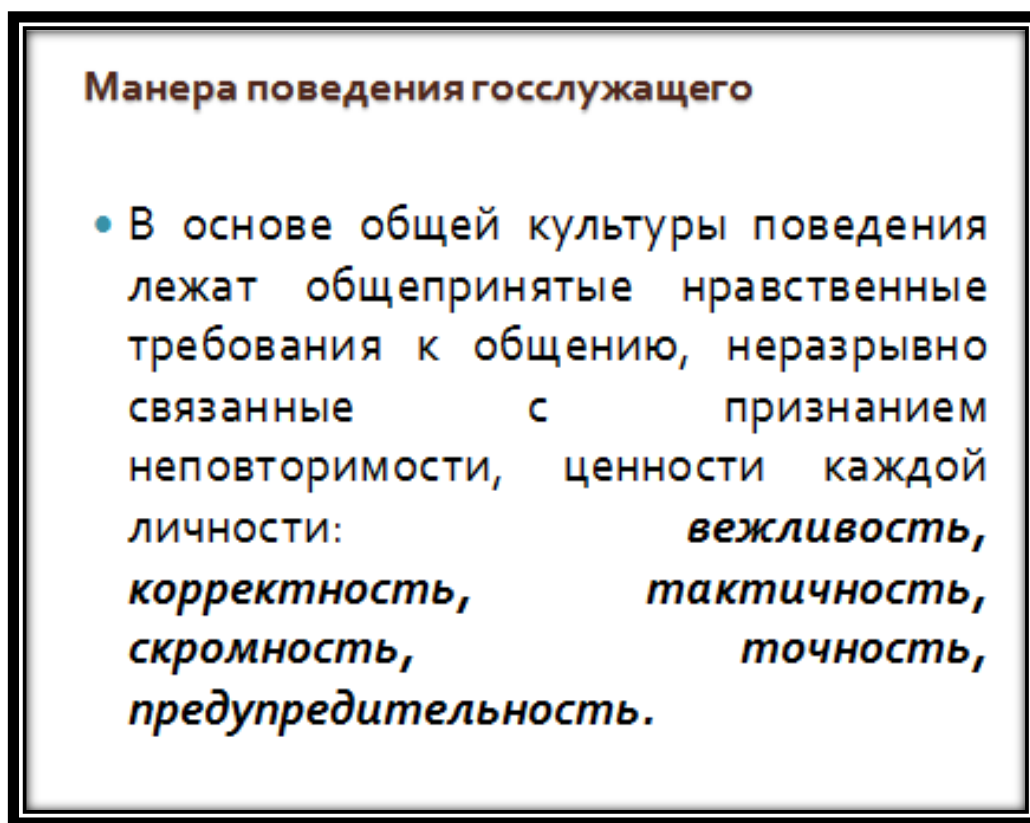 Манера поведения госслужащего
• В основе общей культуры поведения
лежат общепринятые нравственные
требования к общению, неразрывно
связанные с признанием
неповторимости, ценности каждой
личности: вежливость,
корректность, тактичность,
скромность, точность,
предупредительность.